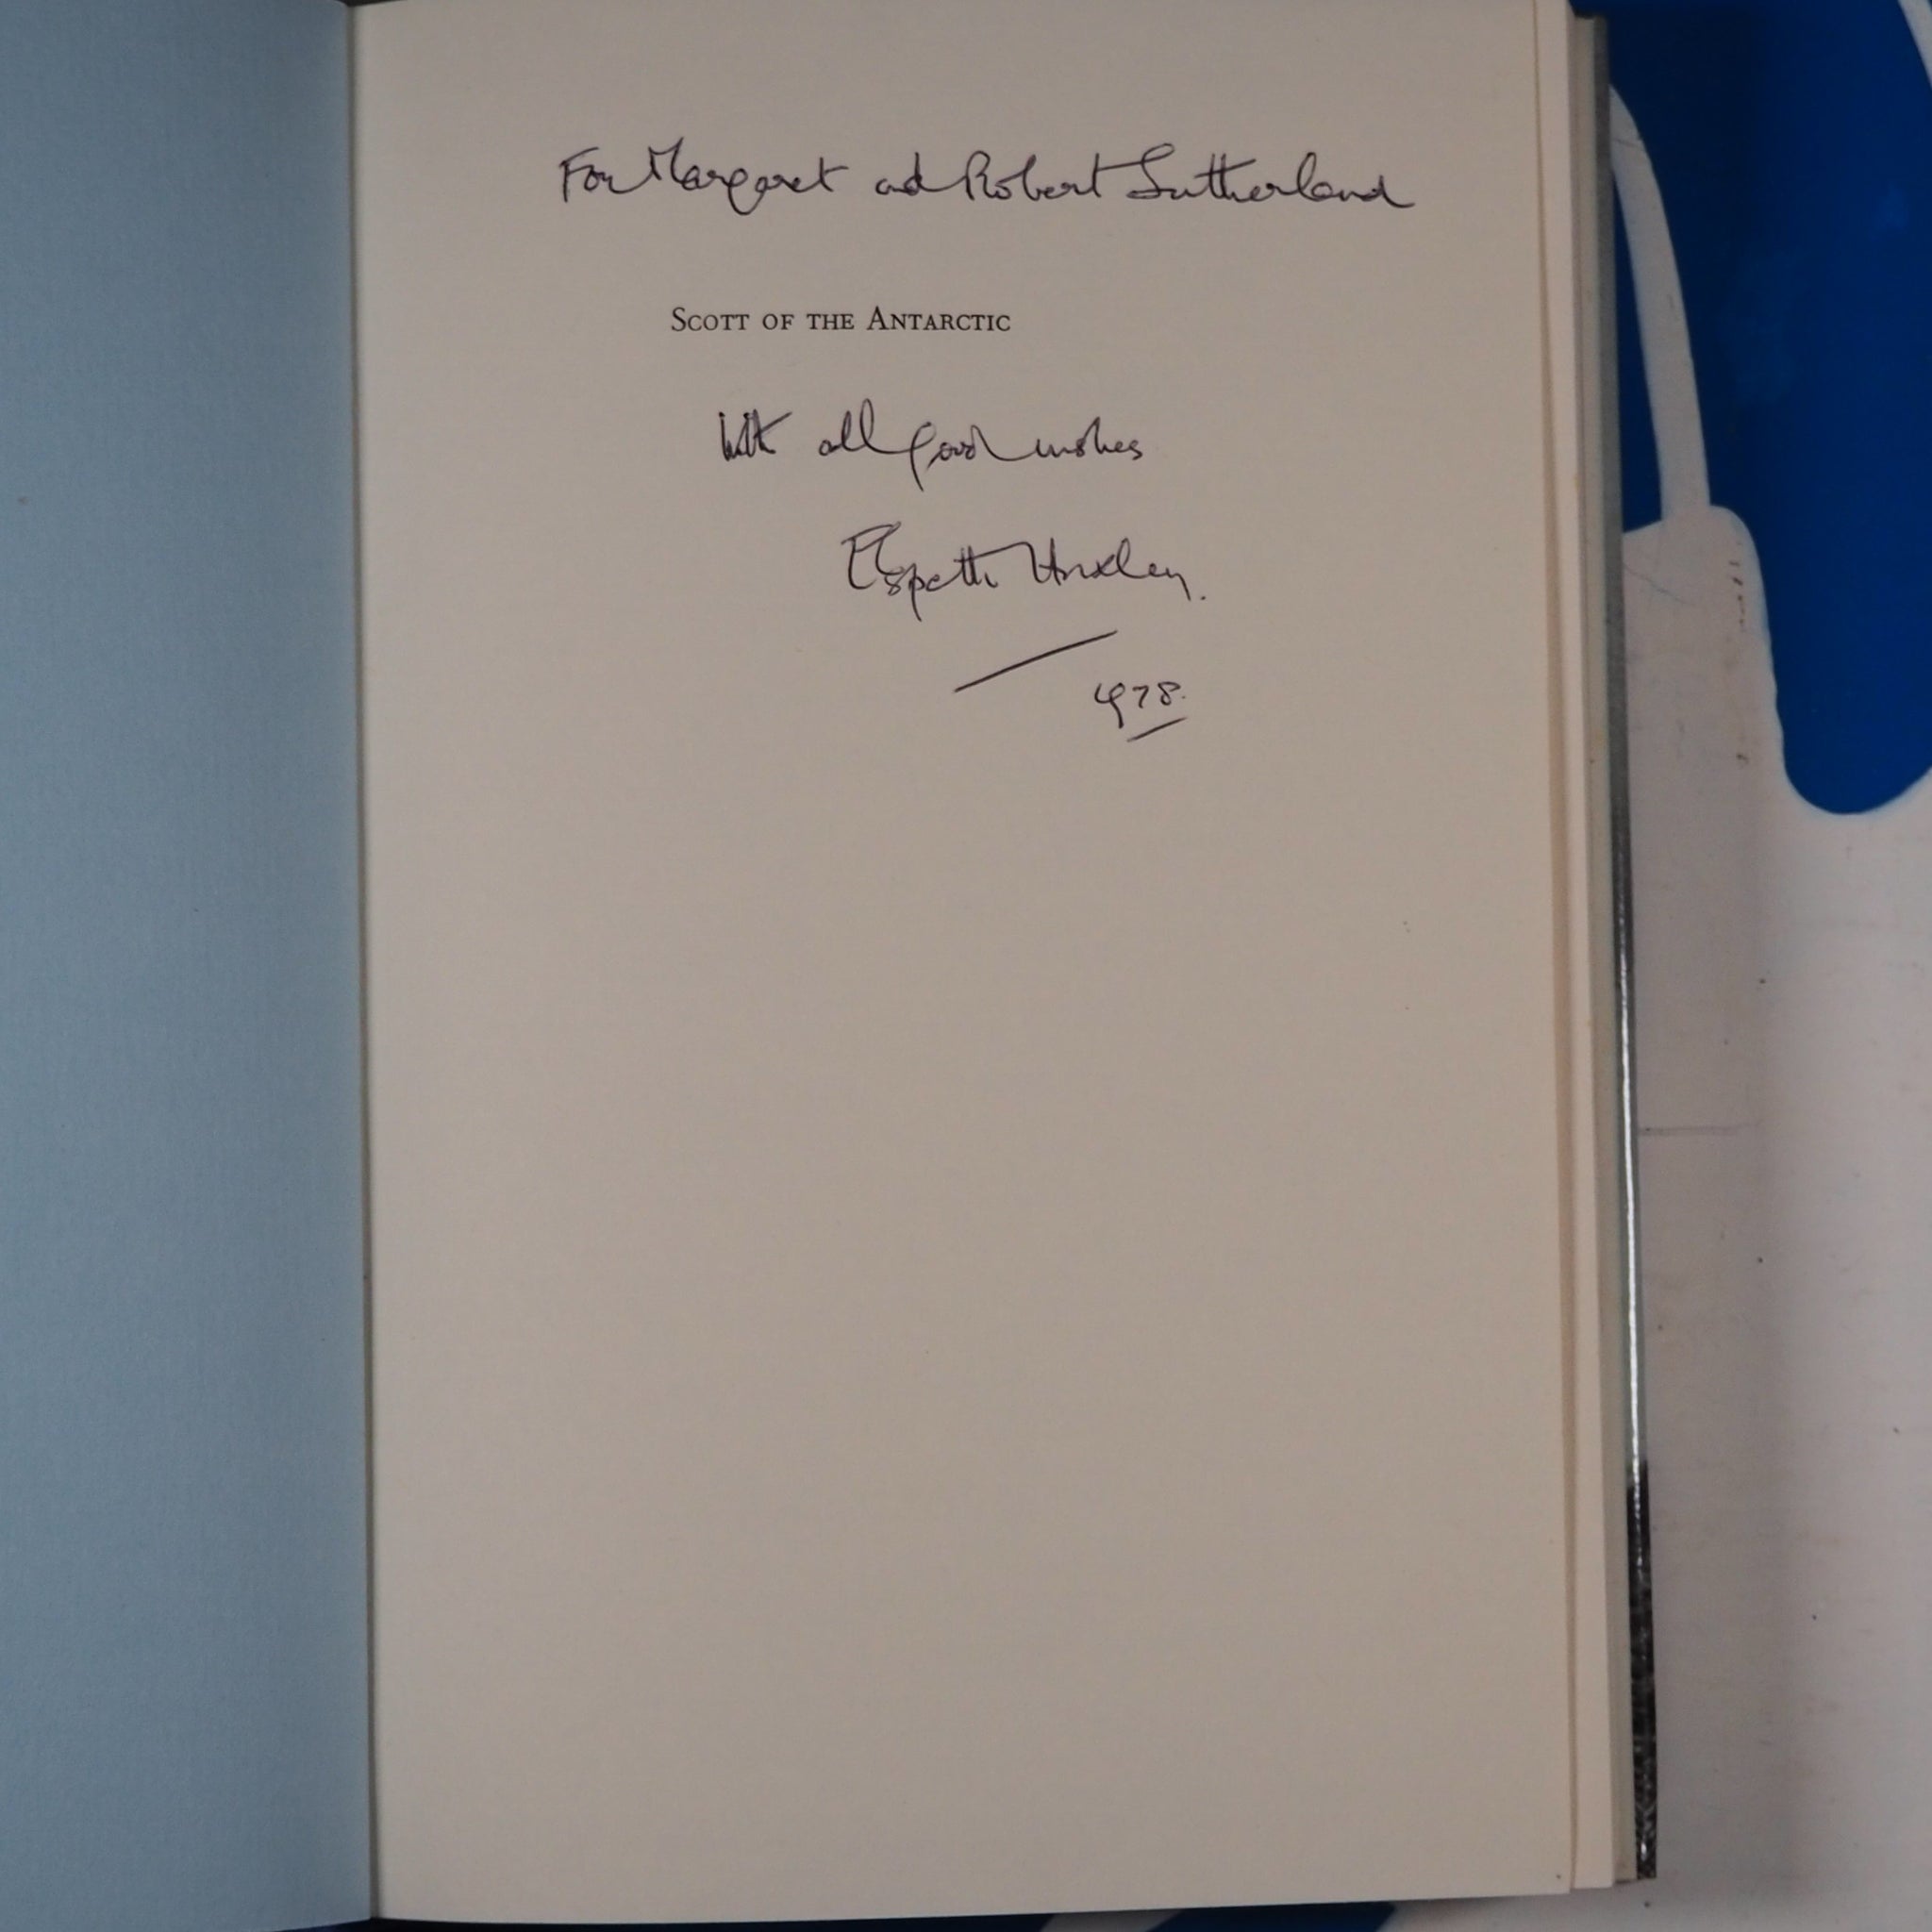 For Margaret and Robert Sutherland
SCOTT OF THE ANTARCTIC
With all good wishes
Elspeth Huxley.
1978.